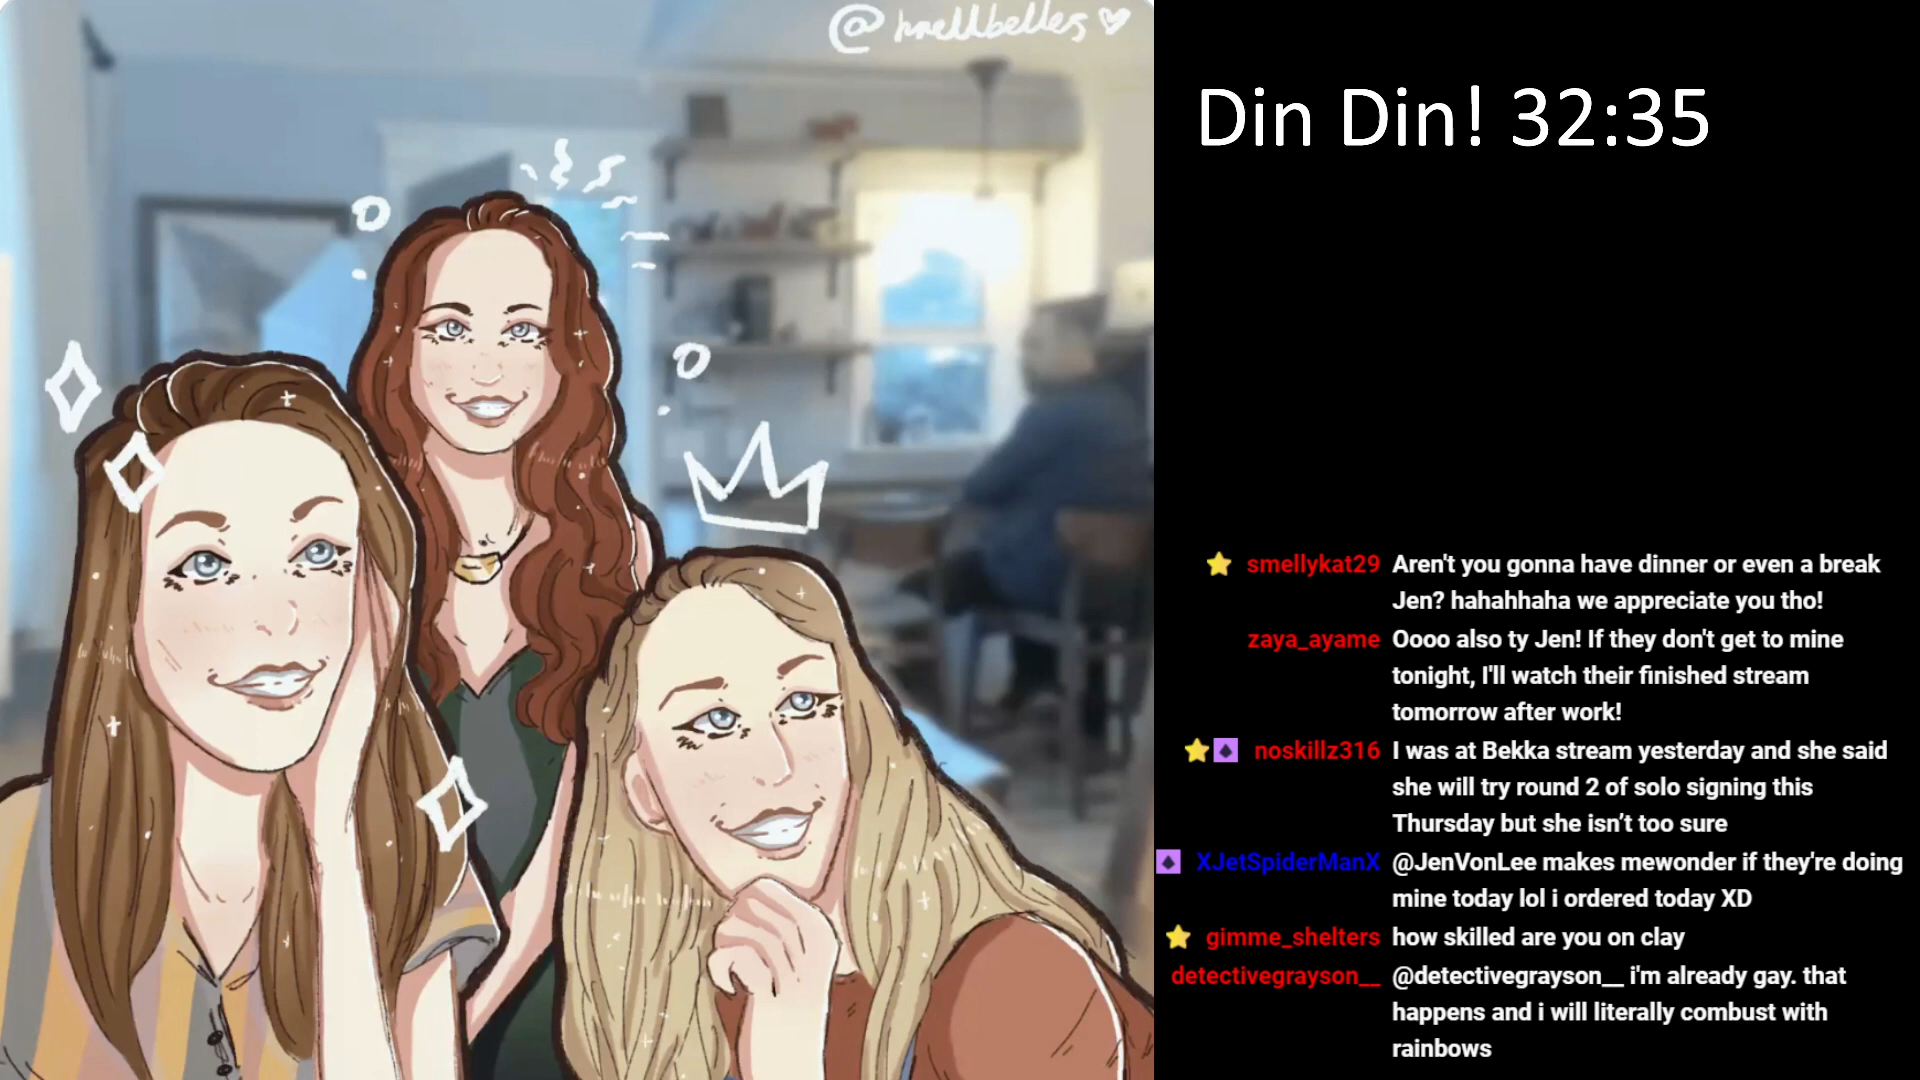 @knellbelles
Din Din! 32:35
smellykat29 Aren't you gonna have dinner or even a break
Jen? hahahhaha we appreciate you tho!
zaya_ayame Oooo also ty Jen! If they don't get to mine
tonight, I'll watch their finished stream
tomorrow after work!
noskillz316 I was at Bekka stream yesterday and she said
she will try round 2 of solo signing this
Thursday but she isn’t too sure
XJetSpiderManX @JenVonLee makes mewonder if they're doing
mine today lol i ordered today XD
gimme_shelters how skilled are you on clay
detectivegrayson__ @detectivegrayson__ i'm already gay. that
happens and i will literally combust with
rainbows